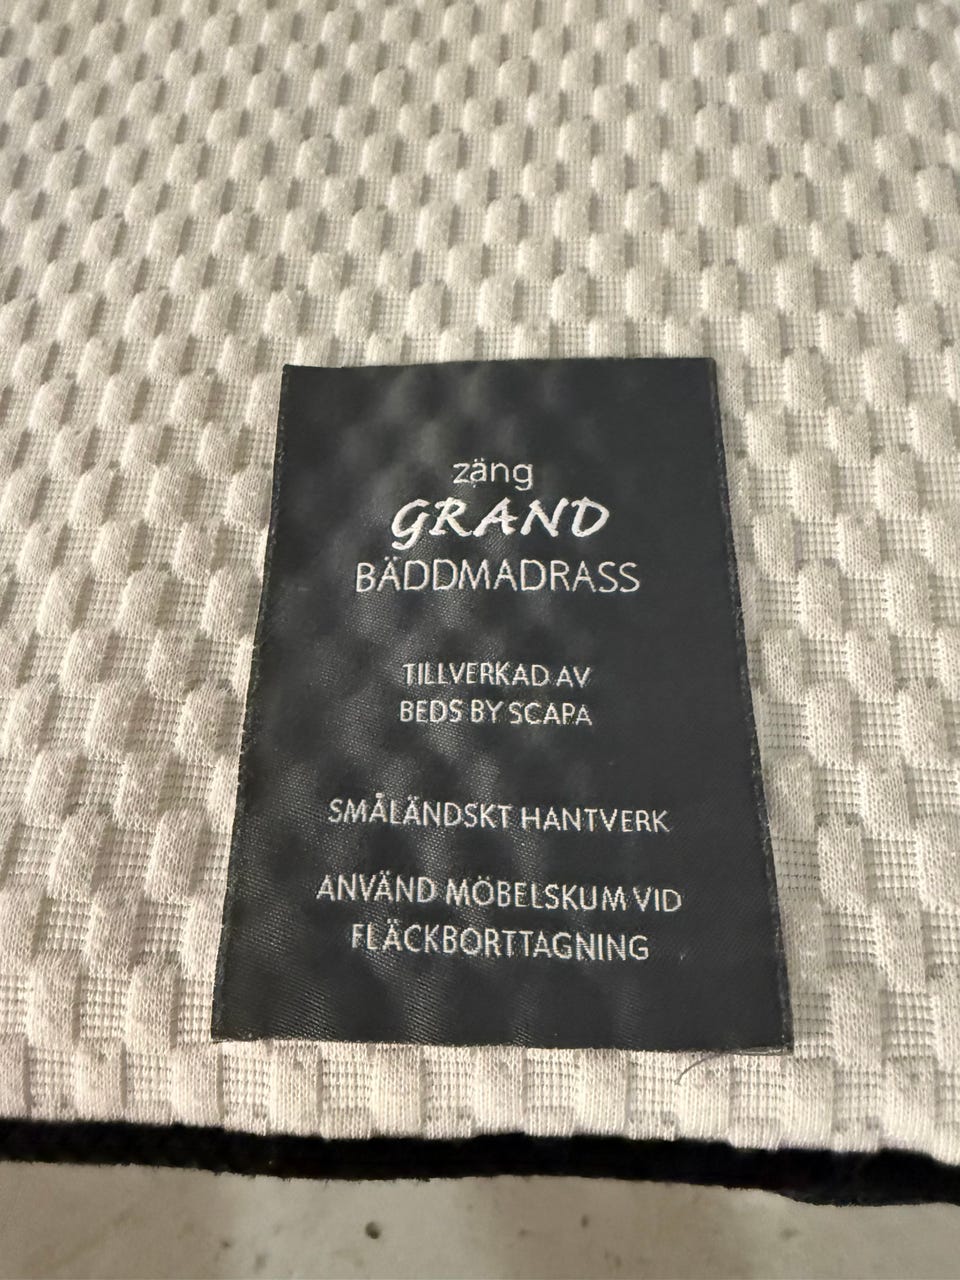 zäng
GRAND
BÄDDMADRASS
TILLVERKAD AV
BEDS BY SCAPA
SMÅLÄNDSKT HANTVERK
ANVÄND MÖBELSKUM VID
FLÄCKBORTTAGNING